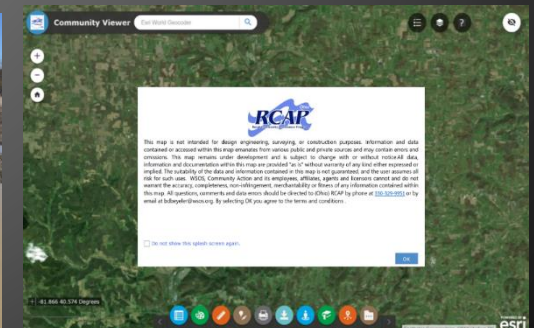 Community Viewer
Esri World Geocoder
?
RCAP
This map is not intended for design engineering, surveying, or construction purposes. Information and data
contained or accessed within this map emanates from various public and private sources and may contain errors and
omissions. This map remains under development and is subject to change with or without notice.All data,
information and documentation within this map are provided "as is" without warranty of any kind either expressed or
implied. The suitability of the data and information contained in this map is not guaranteed, and the user assumes all
risk for such uses. WSOS, Community Action and its employees, affiliates, agents and licensors cannot and do not
warrant the accuracy, completeness, non-infringement, merchantability or fitness of any information contained within
this map. All questions, comments and data errors should be directed to (Ohio) RCAP by phone at or by
email at By selecting OK you agree to the terms and conditions.
Do not show this splash screen again.
OK
-81.866 40.574 Degrees
POWERED BY
esri